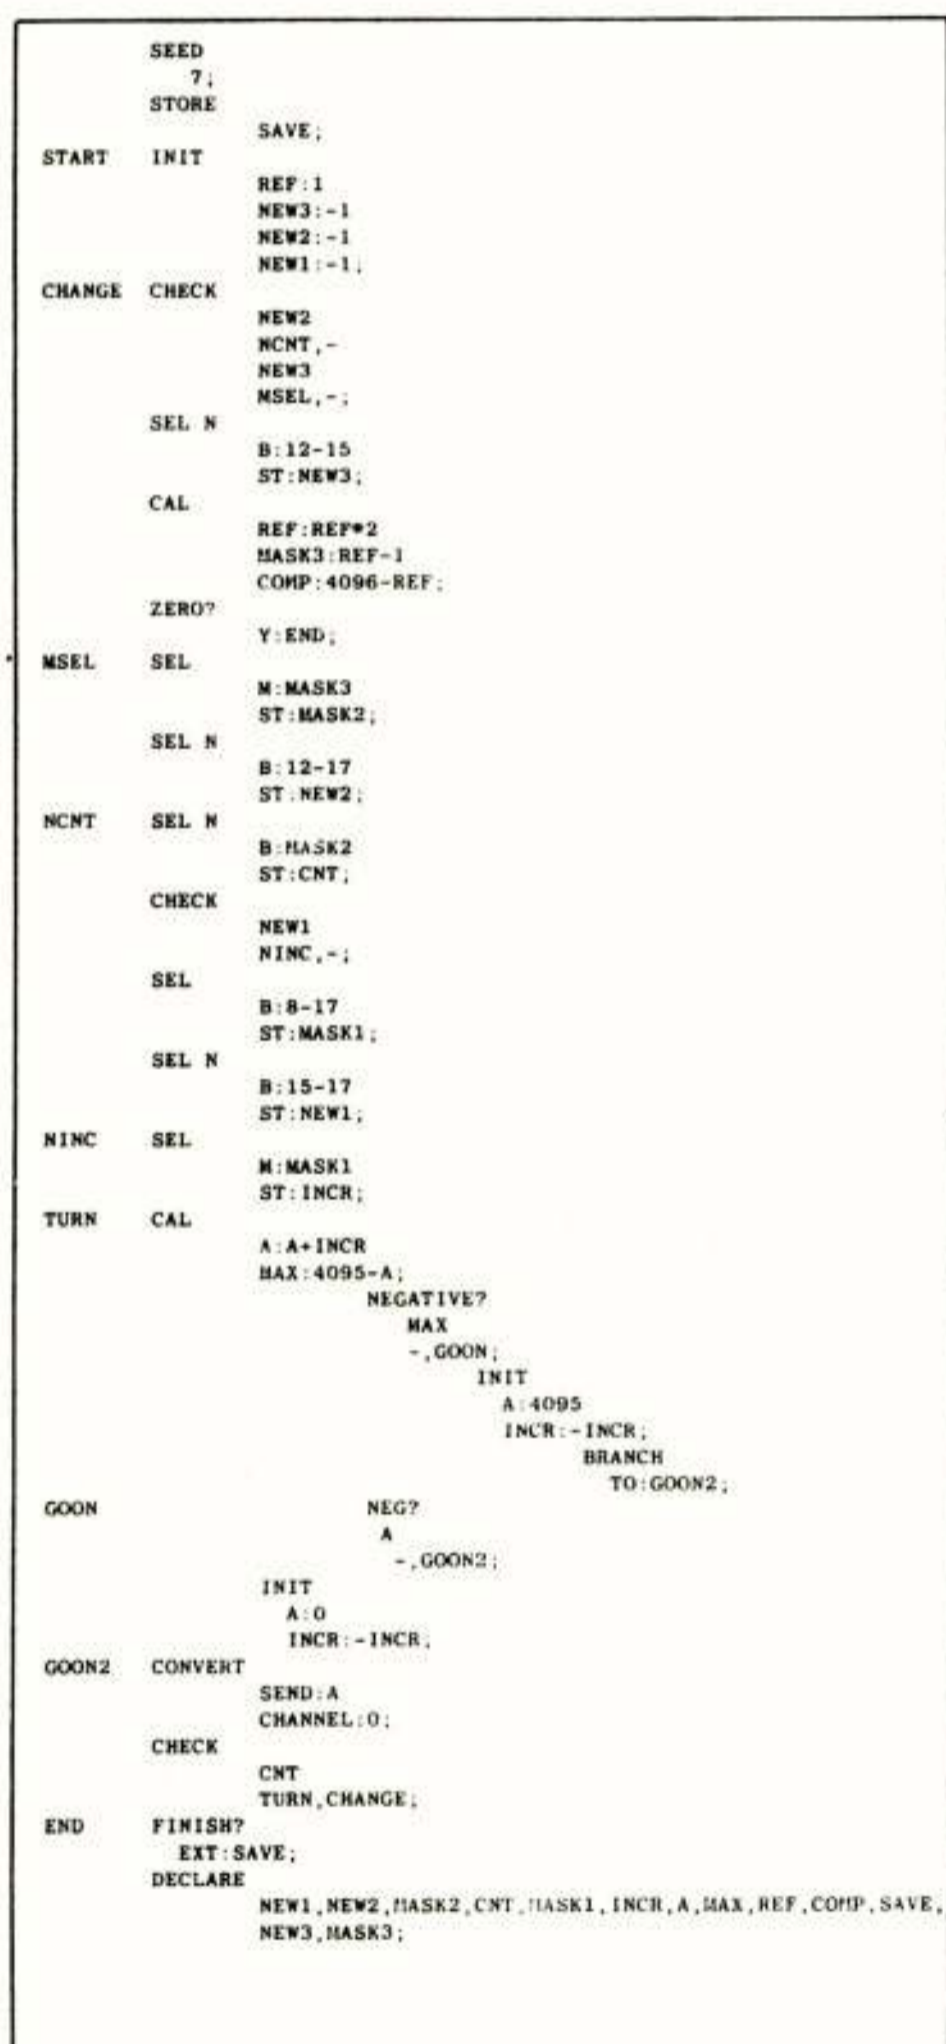 SEED
7;
STORE
SAVE;
START INIT
REF:1
NEW3:-1
NEW2:-1
NEW1:-1;
CHANGE CHECK
NEW2
NCNT,-
NEW3
MSEL,-;
SEL N
B:12-15
ST:NEW3;
CAL
REF:REF*2
MASK3:REF-1
COMP:4096-REF;
ZERO?
Y:END;
MSEL SEL
M:MASK3
ST:MASK2;
SEL N
B:12-17
ST:NEW2;
NCNT SEL N
B:MASK2
ST:CNT;
CHECK
NEW1
NINC,-;
SEL
B:8-17
ST:MASK1;
SEL N
B:15-17
ST:NEW1;
NINC SEL
M:MASK1
ST:INCR;
TURN CAL
A:A+INCR
MAX:4095-A;
NEGATIVE?
MAX
-,GOON;
INIT
A:4095
INCR:-INCR;
BRANCH
TO:GOON2;
GOON NEG?
A
-,GOON2;
INIT
A:0
INCR:-INCR;
GOON2 CONVERT
SEND:A
CHANNEL:0;
CHECK
CNT
TURN,CHANGE;
END FINISH?
EXT:SAVE;
DECLARE
NEW1,NEW2,MASK2,CNT,MASK1,INCR,A,MAX,REF,COMP,SAVE,
NEW3,MASK3;